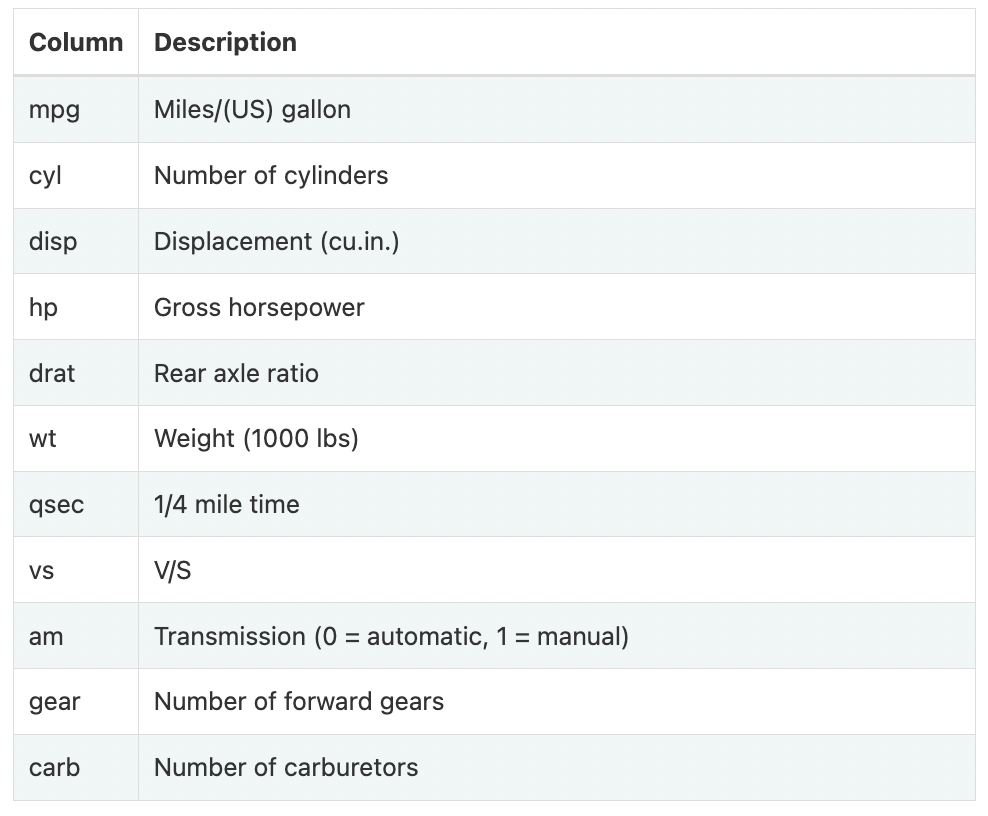 Column Description
mpg Miles/(US) gallon
cyl Number of cylinders
disp Displacement (cu.in.)
hp Gross horsepower
drat Rear axle ratio
wt Weight (1000 lbs)
qsec 1/4 mile time
vs V/S
am Transmission (0 = automatic, 1 = manual)
gear Number of forward gears
carb Number of carburetors